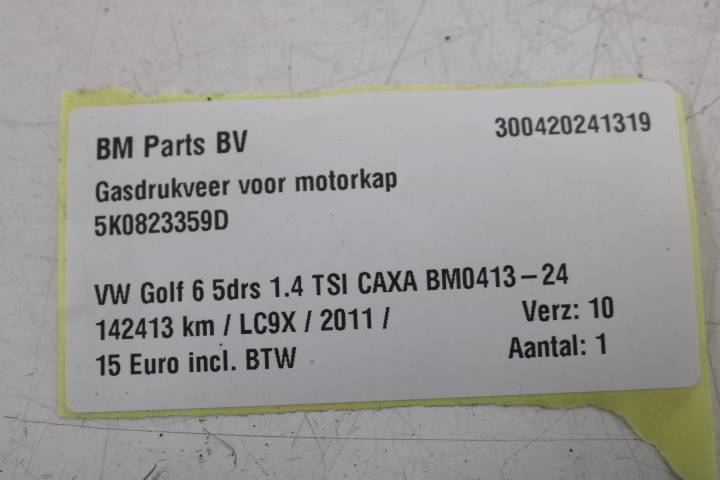 BM Parts BV 300420241319
Gasdrukveer voor motorkap
5K0823359D
VW Golf 6 5drs 1.4 TSI CAXA BM0413-24
142413 km / LC9X / 2011 / Verz: 10
15 Euro incl. BTW Aantal: 1